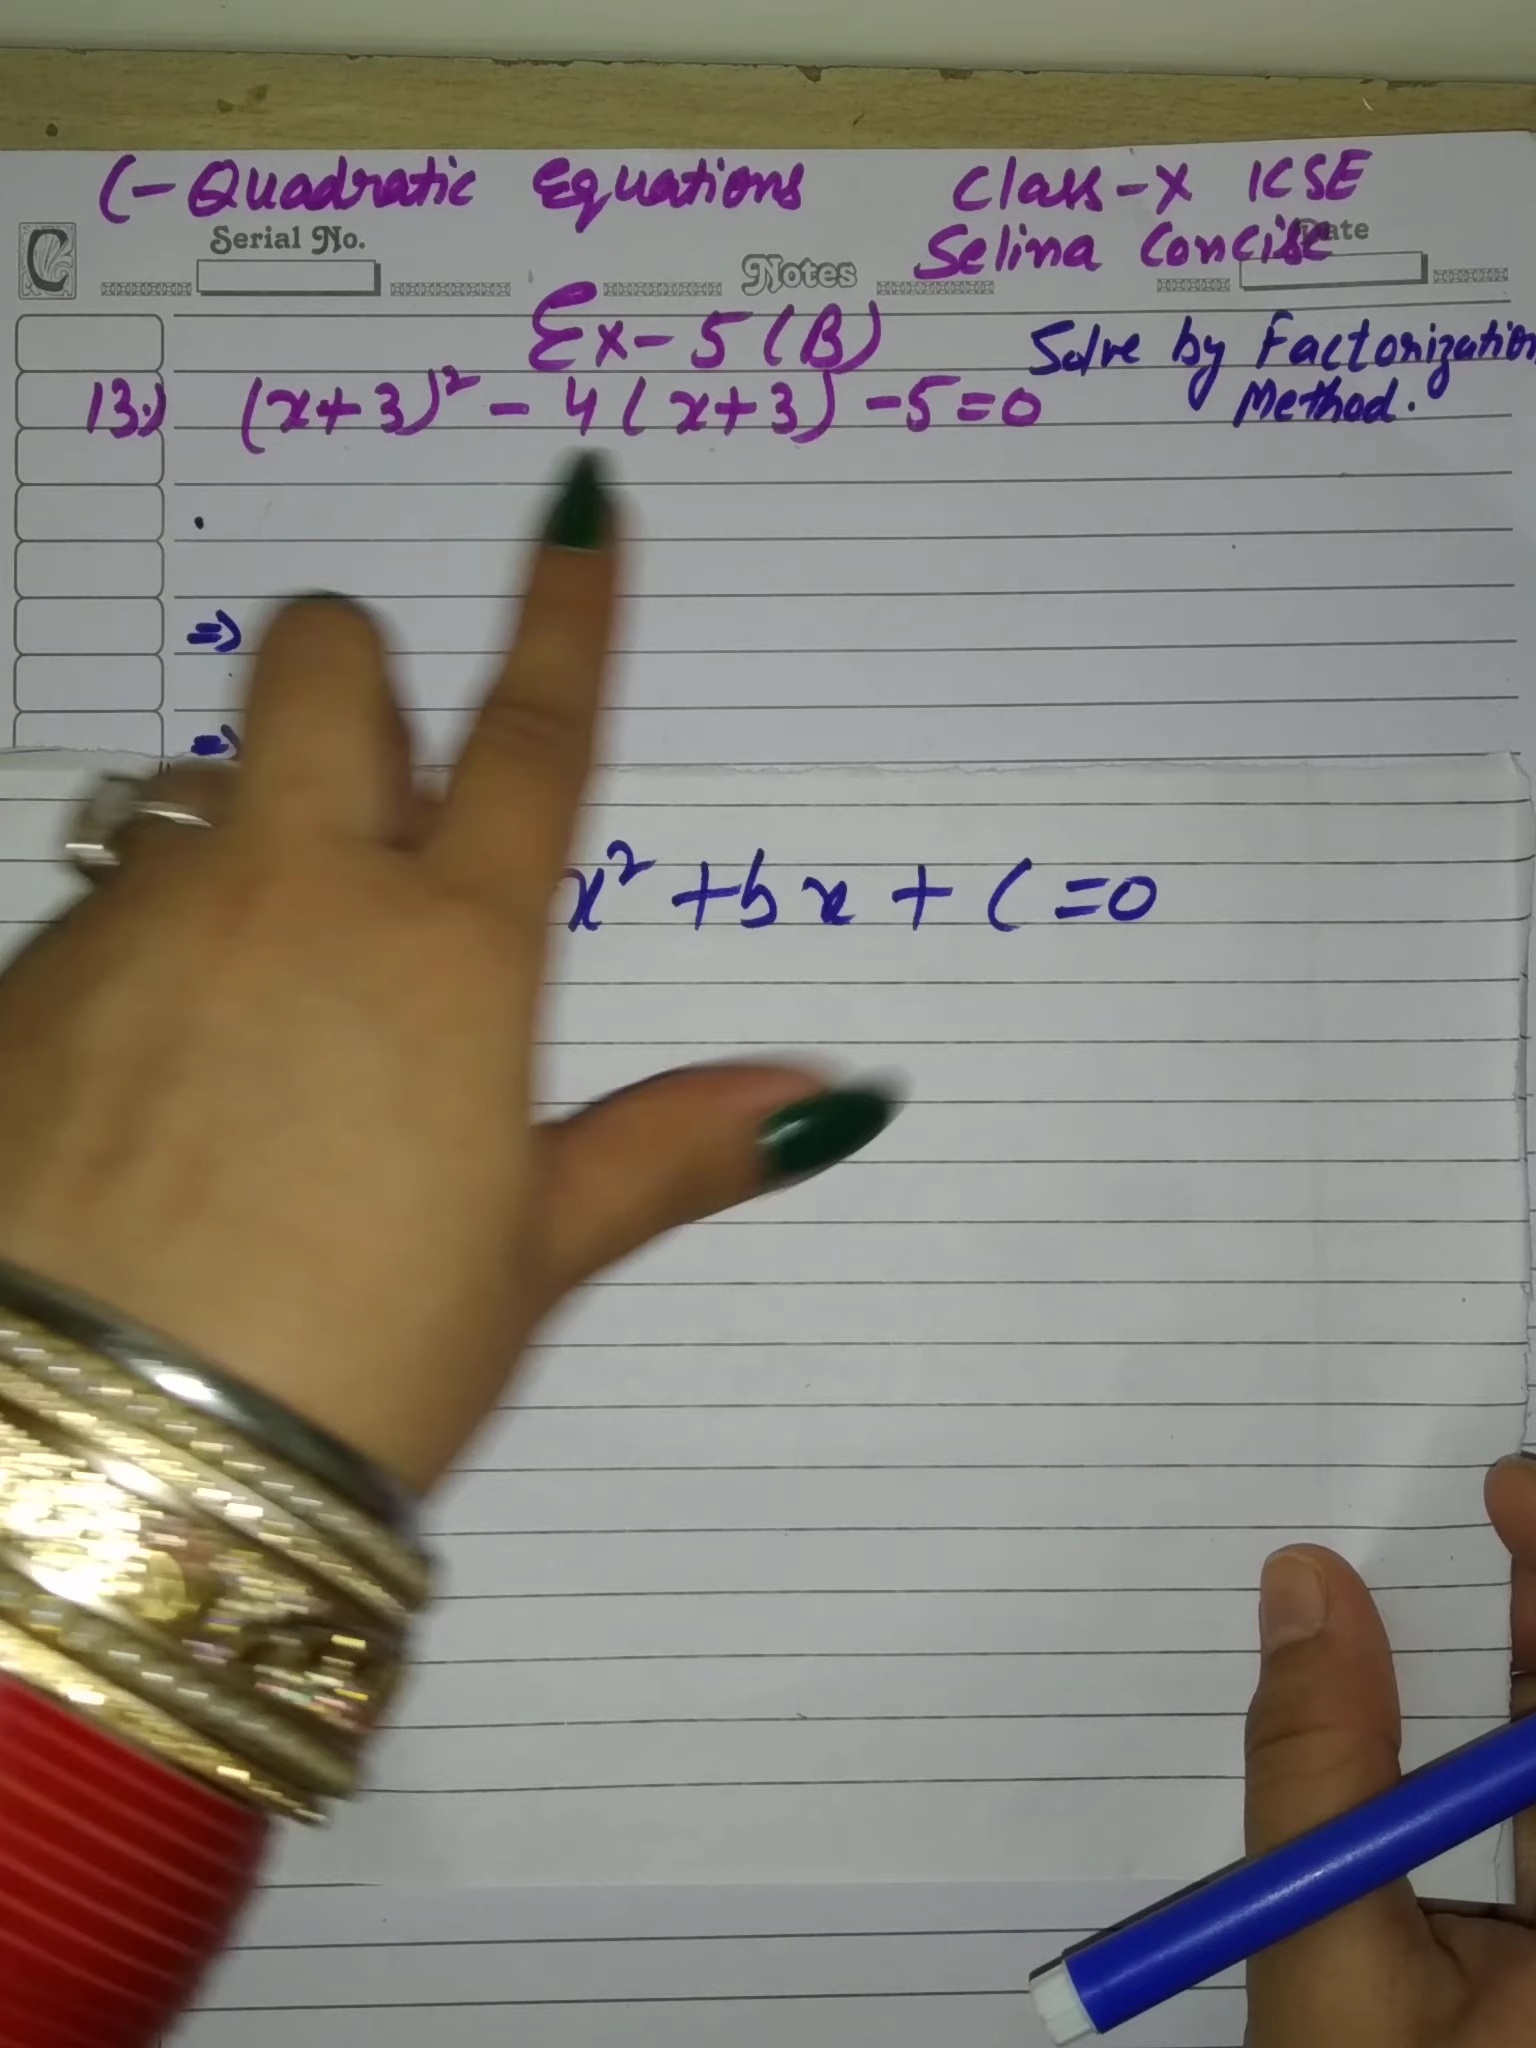 C- Quadratic Equations Class-X ICSE
Serial No. Notes Selina Concise Date
C
Ex-5(B)
Solve by Factorization
Method.
13.) (x+3)² - 4(x+3) -5=0
⇒
⇒
x² +bx + c =0